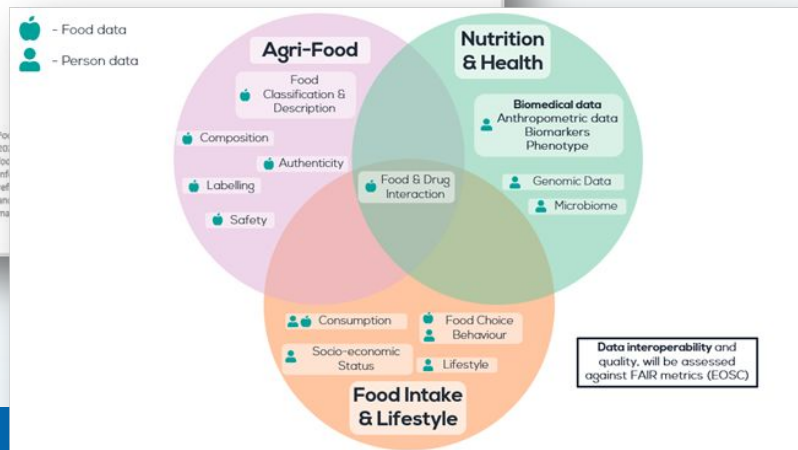 - Food data
- Person data
Agri-Food
Food
Classification &
Description
Composition
Authenticity
Labelling
Safety
Nutrition
& Health
Biomedical data
Anthropometric data
Biomarkers
Phenotype
Genomic Data
Microbiome
Food & Drug
Interaction
Consumption
Food Choice
Behaviour
Socio-economic
Status
Lifestyle
Food Intake
& Lifestyle
Data interoperability and
quality, will be assessed
against FAIR metrics (EOSC)